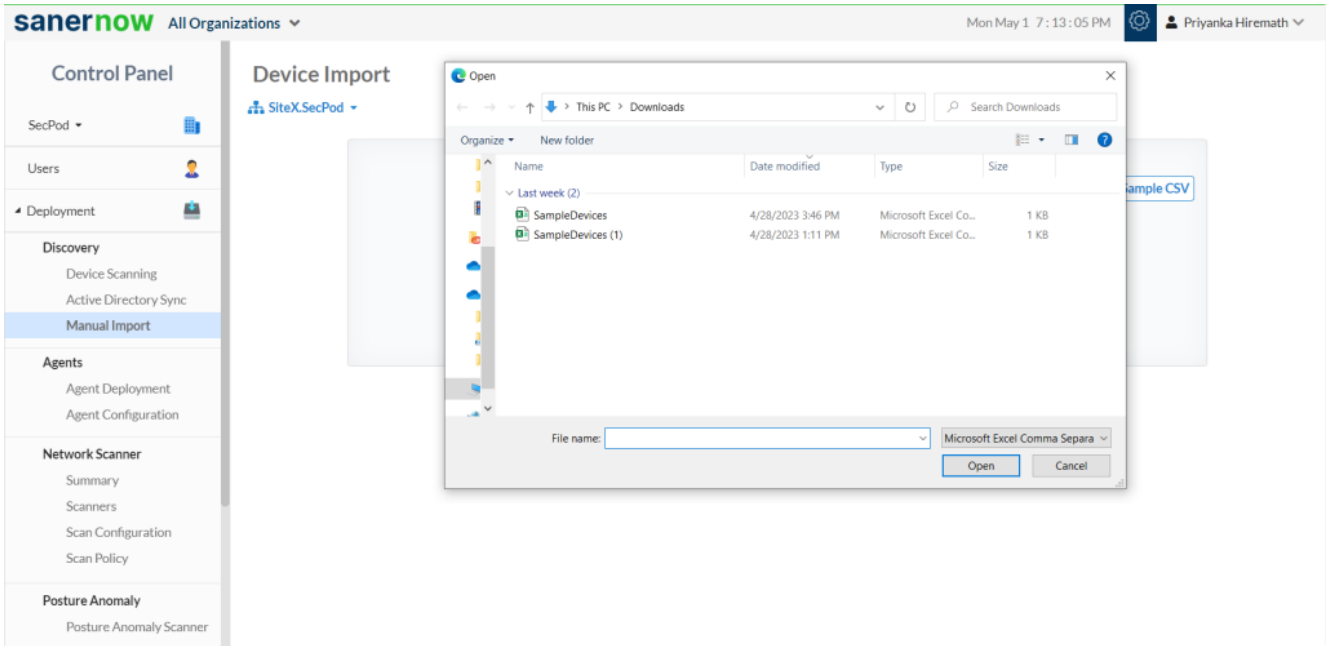 sanernow All Organizations Mon May 1 7:13:05 PM Priyanka Hiremath
Control Panel
SecPod
Users
Deployment
Discovery
Device Scanning
Active Directory Sync
Manual Import
Agents
Agent Deployment
Agent Configuration
Network Scanner
Summary
Scanners
Scan Configuration
Scan Policy
Posture Anomaly
Posture Anomaly Scanner
Device Import
SiteX.SecPod
Sample CSV
Open
This PC > Downloads Search Downloads
Organize New folder
Name Date modified Type Size
Last week (2)
SampleDevices 4/28/2023 3:46 PM Microsoft Excel Co... 1 KB
SampleDevices (1) 4/28/2023 1:11 PM Microsoft Excel Co... 1 KB
File name: Microsoft Excel Comma Separa
Open Cancel